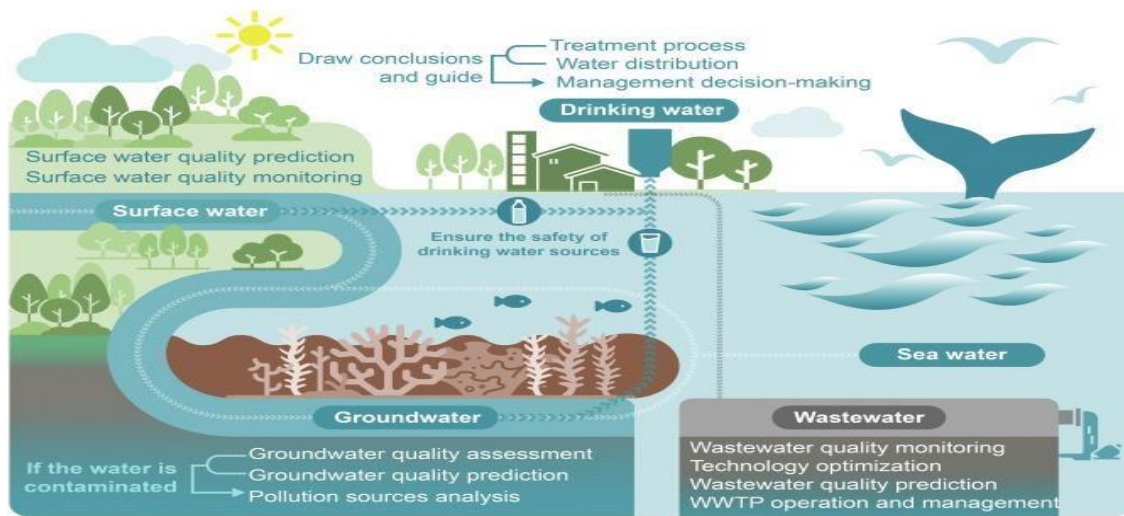 Draw conclusions
and guide
Treatment process
Water distribution
Management decision-making
Drinking water
Surface water quality prediction
Surface water quality monitoring
Surface water
Ensure the safety of
drinking water sources
Sea water
Groundwater
If the water is
contaminated
Groundwater quality assessment
Groundwater quality prediction
Pollution sources analysis
Wastewater
Wastewater quality monitoring
Technology optimization
Wastewater quality prediction
WWTP operation and management